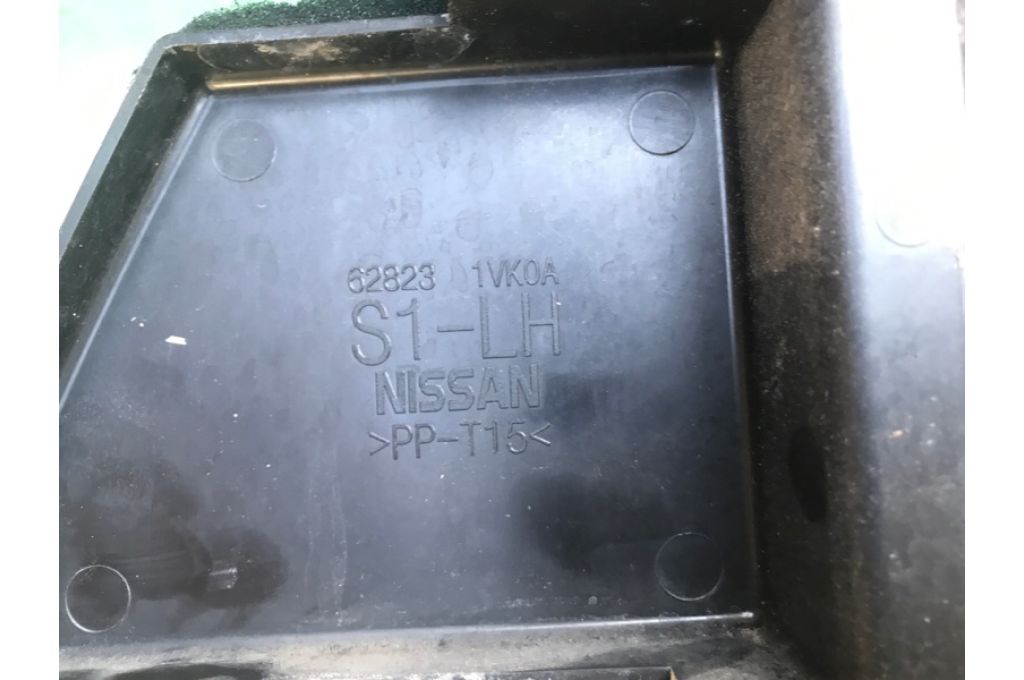 62823 1VK0A
S1-LH
NISSAN
>PP-T15<